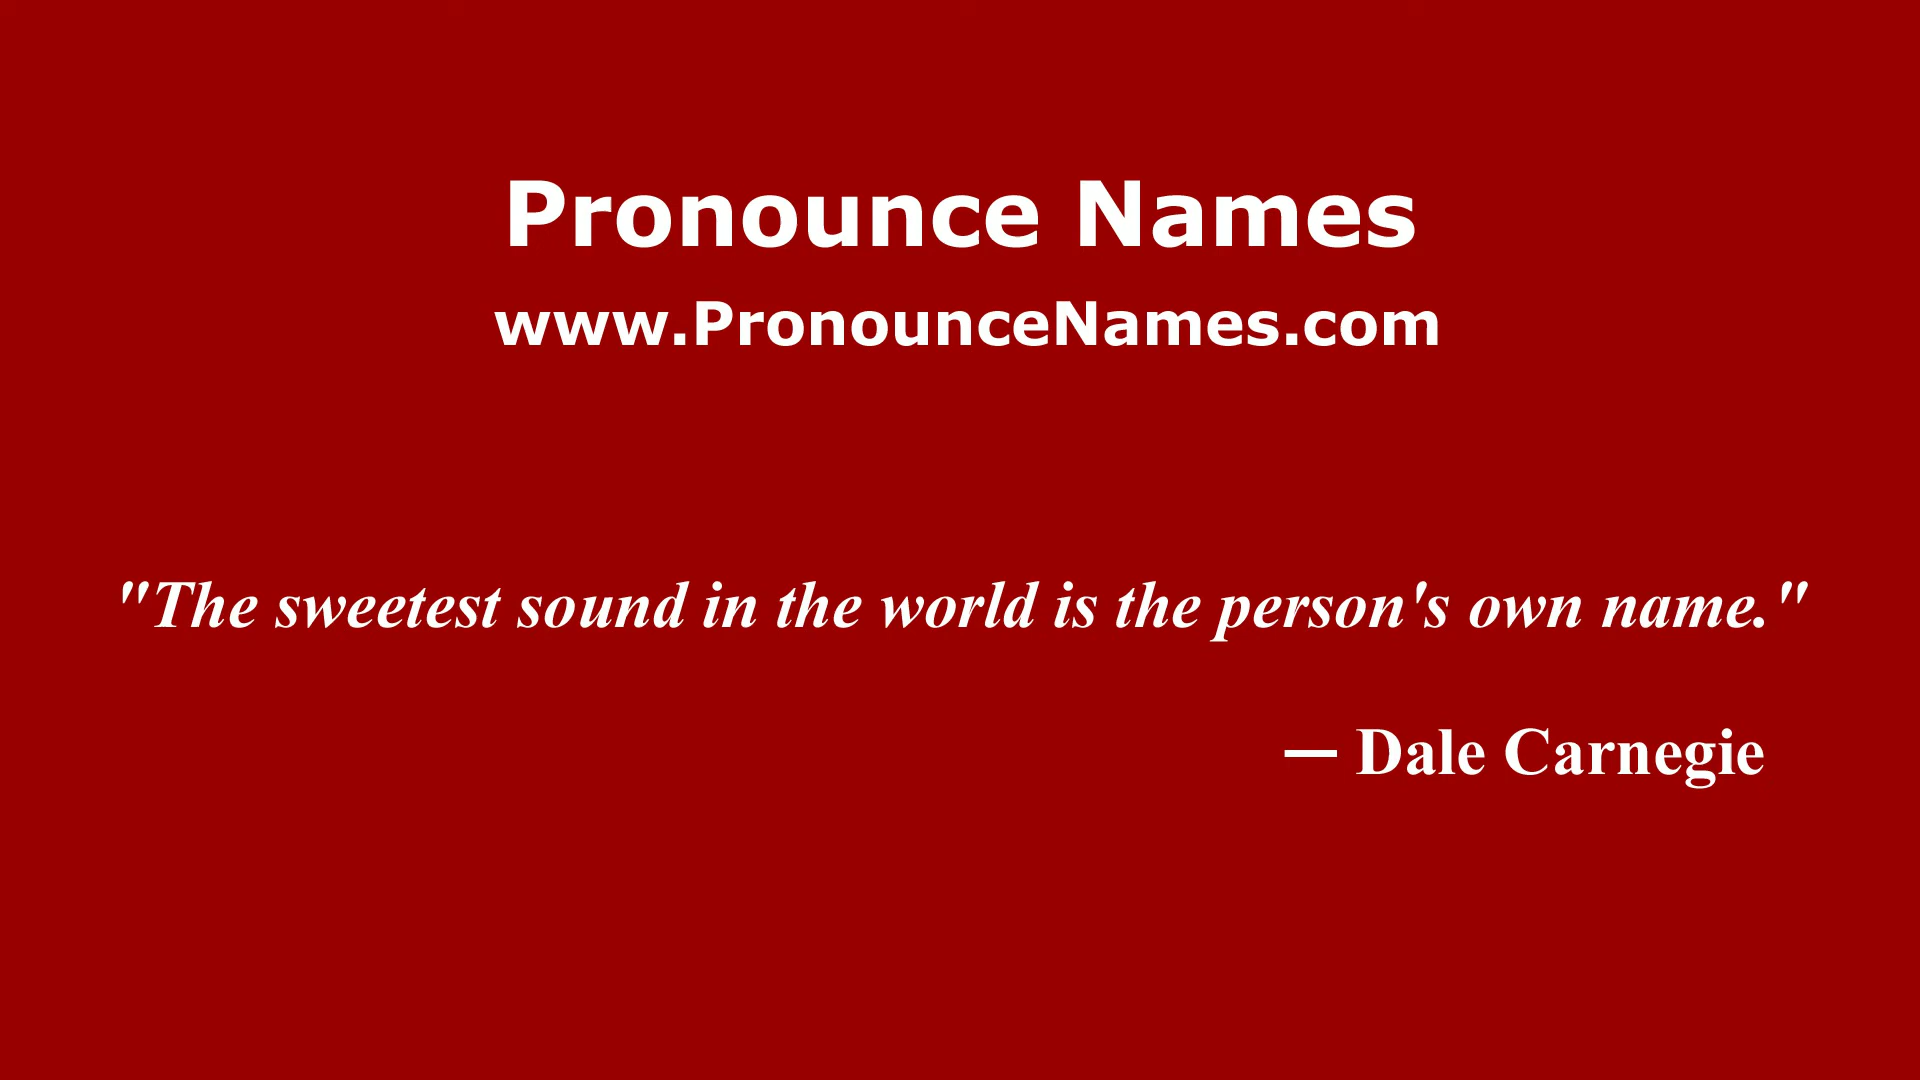 Pronounce Names
www.PronounceNames.com
"The sweetest sound in the world is the person's own name."
— Dale Carnegie